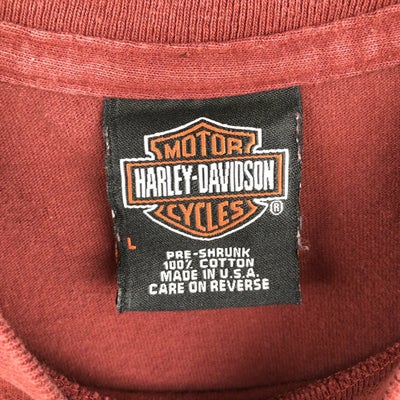 MOTOR
HARLEY-DAVIDSON
CYCLES
®
L
PRE-SHRUNK
100% COTTON
MADE IN U.S.A.
CARE ON REVERSE